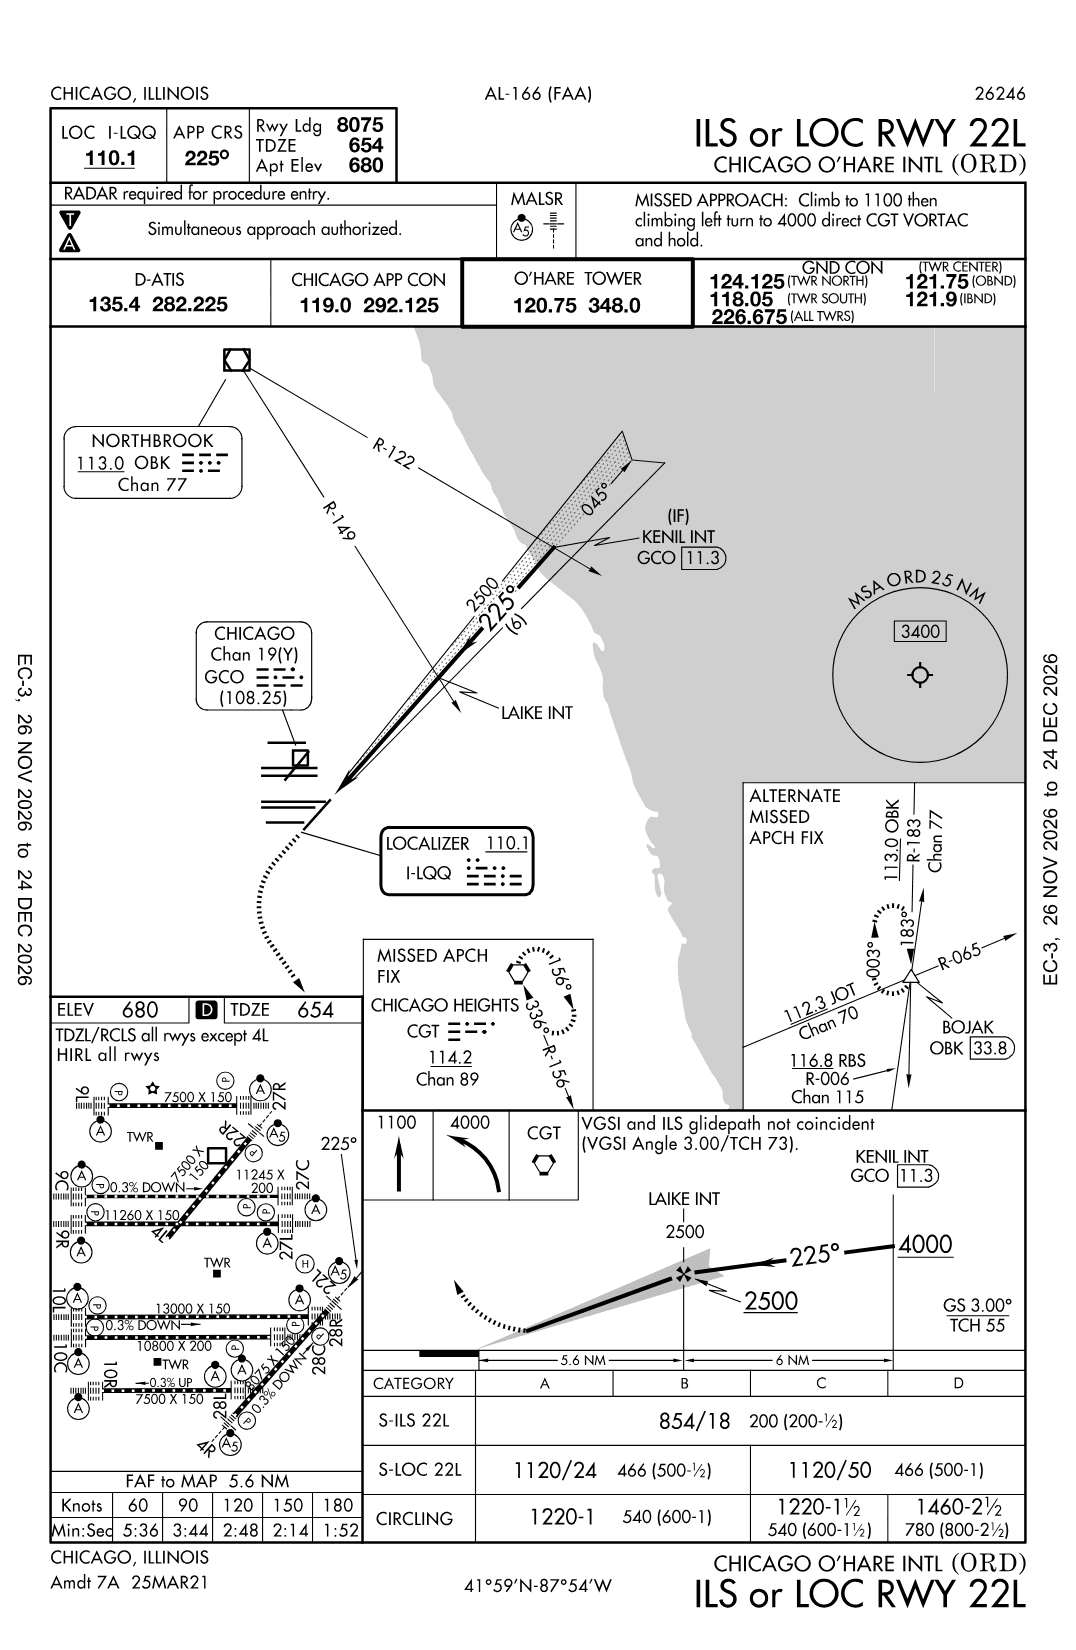 CHICAGO, ILLINOIS
AL-166 (FAA)
26246
LOC I-LQQ
110.1
APP CRS
225°
Rwy Ldg 8075
TDZE 654
Apt Elev 680
ILS or LOC RWY 22L
CHICAGO O'HARE INTL (ORD)
RADAR required for procedure entry.
T
A
Simultaneous approach authorized.
MALSR
A5
MISSED APPROACH: Climb to 1100 then
climbing left turn to 4000 direct CGT VORTAC
and hold.
D-ATIS
135.4 282.225
CHICAGO APP CON
119.0 292.125
O'HARE TOWER
120.75 348.0
GND CON
124.125 (TWR NORTH)
118.05 (TWR SOUTH)
226.675 (ALL TWRS)
(TWR CENTER)
121.75 (OBND)
121.9 (IBND)
NORTHBROOK
113.0 OBK
Chan 77
R-122
R-149
045°
(IF)
KENIL INT
GCO 11.3
2500
225°
(6)
MSA ORD 25 NM
3400
CHICAGO
Chan 19(Y)
GCO
(108.25)
LAIKE INT
LOCALIZER 110.1
I-LQQ
ALTERNATE
MISSED
APCH FIX
113.0 OBK
R-183
Chan 77
183°
003°
R-065
112.3 JOT
Chan 70
BOJAK
OBK 33.8
116.8 RBS
R-006
Chan 115
MISSED APCH
FIX
CHICAGO HEIGHTS
CGT
114.2
Chan 89
156°
336°
R-156
EC-3, 26 NOV 2026 to 24 DEC 2026
EC-3, 26 NOV 2026 to 24 DEC 2026
ELEV 680
D
TDZE 654
TDZL/RCLS all rwys except 4L
HIRL all rwys
9L
P
7500 X 150
P
A
27R
A
TWR
22R
A5
P
225°
7500 X
150
9C
A
0.3% DOWN
11245 X
200
27C
P
11260 X 150
P
P
A
9R
A
4L
A
27L
TWR
H
22L
A5
10L
A
P
13000 X 150
A
0.3% DOWN
P
P
P
28R
10C
A
10800 X 200
P
28C
TWR
10R
0.3% UP
A
A
8075 X 150
0.3% DOWN
7500 X 150
A
28L
P
4R
A5
FAF to MAP 5.6 NM
Knots 60 90 120 150 180
Min:Sec 5:36 3:44 2:48 2:14 1:52
1100
4000
CGT
VGSI and ILS glidepath not coincident
(VGSI Angle 3.00/TCH 73).
KENIL INT
GCO 11.3
LAIKE INT
2500
225°
4000
2500
GS 3.00°
TCH 55
5.6 NM
6 NM
CATEGORY A B C D
S-ILS 22L 854/18 200 (200-½)
S-LOC 22L 1120/24 466 (500-½) 1120/50 466 (500-1)
CIRCLING 1220-1 540 (600-1) 1220-1½ 540 (600-1½) 1460-2½ 780 (800-2½)
CHICAGO, ILLINOIS
Amdt 7A 25MAR21
41°59'N-87°54'W
CHICAGO O'HARE INTL (ORD)
ILS or LOC RWY 22L